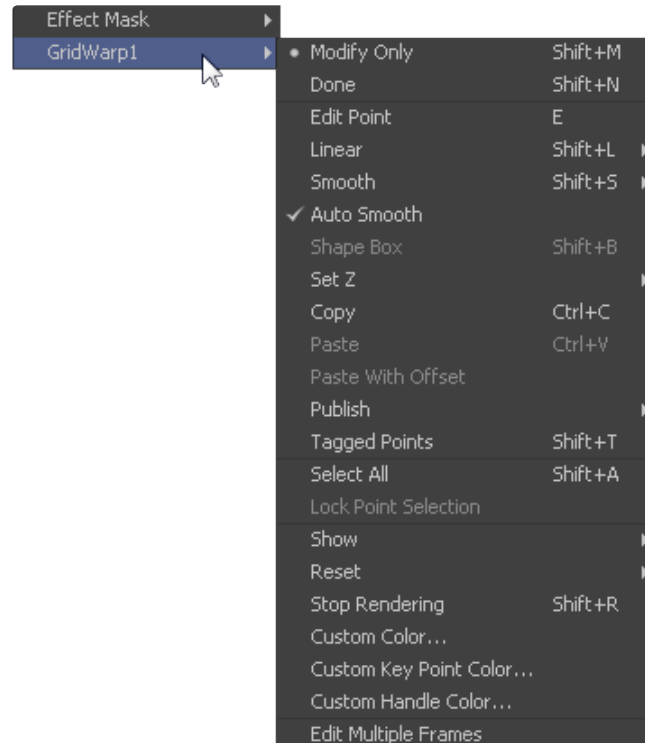 Effect Mask
GridWarp1
Modify Only Shift+M
Done Shift+N
Edit Point E
Linear Shift+L
Smooth Shift+S
Auto Smooth
Shape Box Shift+B
Set Z
Copy Ctrl+C
Paste Ctrl+V
Paste With Offset
Publish
Tagged Points Shift+T
Select All Shift+A
Lock Point Selection
Show
Reset
Stop Rendering Shift+R
Custom Color...
Custom Key Point Color...
Custom Handle Color...
Edit Multiple Frames